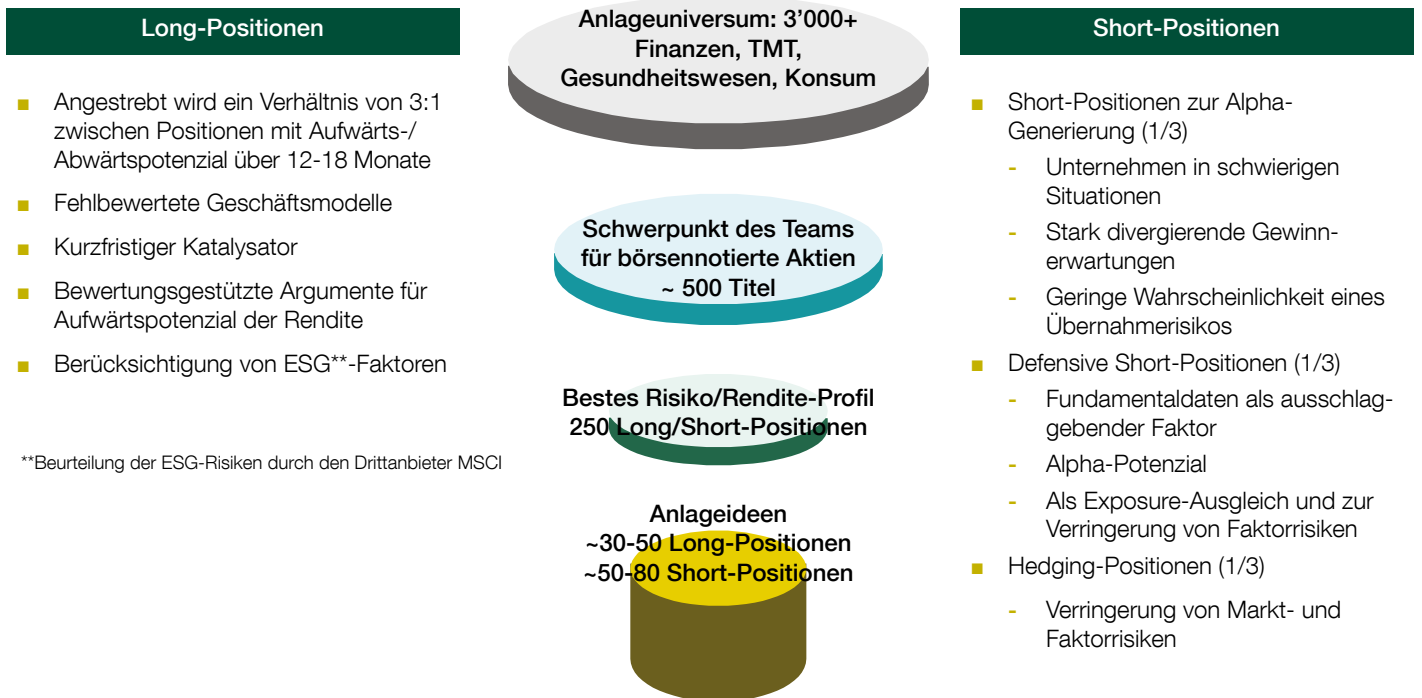 Long-Positionen
■ Angestrebt wird ein Verhältnis von 3:1
zwischen Positionen mit Aufwärts-/
Abwärtspotenzial über 12-18 Monate
■ Fehlbewertete Geschäftsmodelle
■ Kurzfristiger Katalysator
■ Bewertungsgestützte Argumente für
Aufwärtspotenzial der Rendite
■ Berücksichtigung von ESG**-Faktoren
**Beurteilung der ESG-Risiken durch den Drittanbieter MSCI
Anlageuniversum: 3’000+
Finanzen, TMT,
Gesundheitswesen, Konsum
Schwerpunkt des Teams
für börsennotierte Aktien
~ 500 Titel
Bestes Risiko/Rendite-Profil
250 Long/Short-Positionen
Anlageideen
~30-50 Long-Positionen
~50-80 Short-Positionen
Short-Positionen
■ Short-Positionen zur Alpha-
Generierung (1/3)
- Unternehmen in schwierigen
Situationen
- Stark divergierende Gewinn-
erwartungen
- Geringe Wahrscheinlichkeit eines
Übernahmerisikos
■ Defensive Short-Positionen (1/3)
- Fundamentaldaten als ausschlag-
gebender Faktor
- Alpha-Potenzial
- Als Exposure-Ausgleich und zur
Verringerung von Faktorrisiken
■ Hedging-Positionen (1/3)
- Verringerung von Markt- und
Faktorrisiken